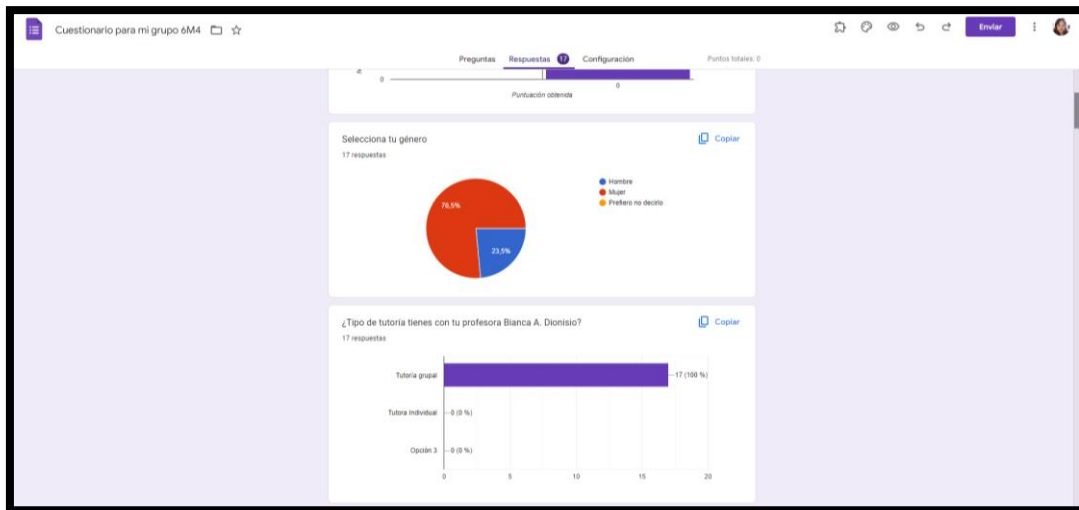 Cuestionario para mi grupo 6M4
Enviar
Preguntas Respuestas 17 Configuración
Puntos totales: 0
0
0
Puntuación obtenida
Selecciona tu género
Copiar
17 respuestas
Hombre
Mujer
Prefiero no decirlo
76,5%
23,5%
¿Tipo de tutoría tienes con tu profesora Bianca A. Dionisio?
Copiar
17 respuestas
Tutoría grupal
17 (100 %)
Tutora Individual
0 (0 %)
Opción 3
0 (0 %)
0 5 10 15 20